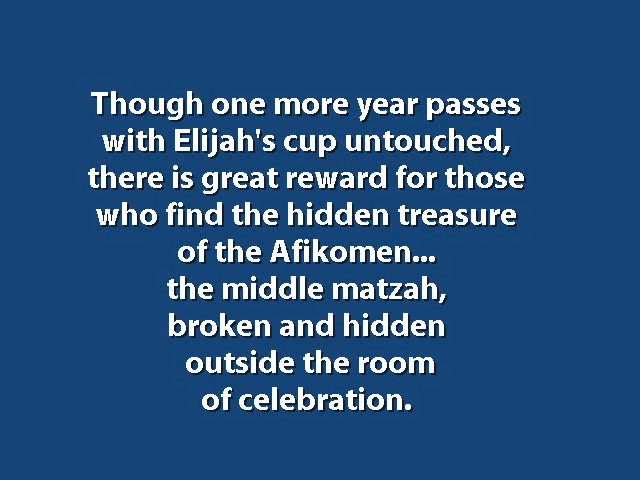 Though one more year passes
with Elijah's cup untouched,
there is great reward for those
who find the hidden treasure
of the Afikomen...
the middle matzah,
broken and hidden
outside the room
of celebration.